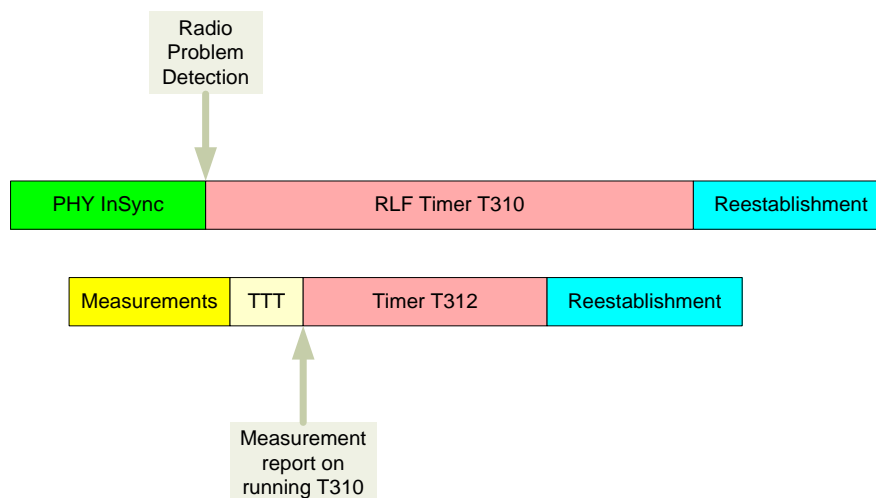 Radio
Problem
Detection
PHY InSync
RLF Timer T310
Reestablishment
Measurements
TTT
Timer T312
Reestablishment
Measurement
report on
running T310